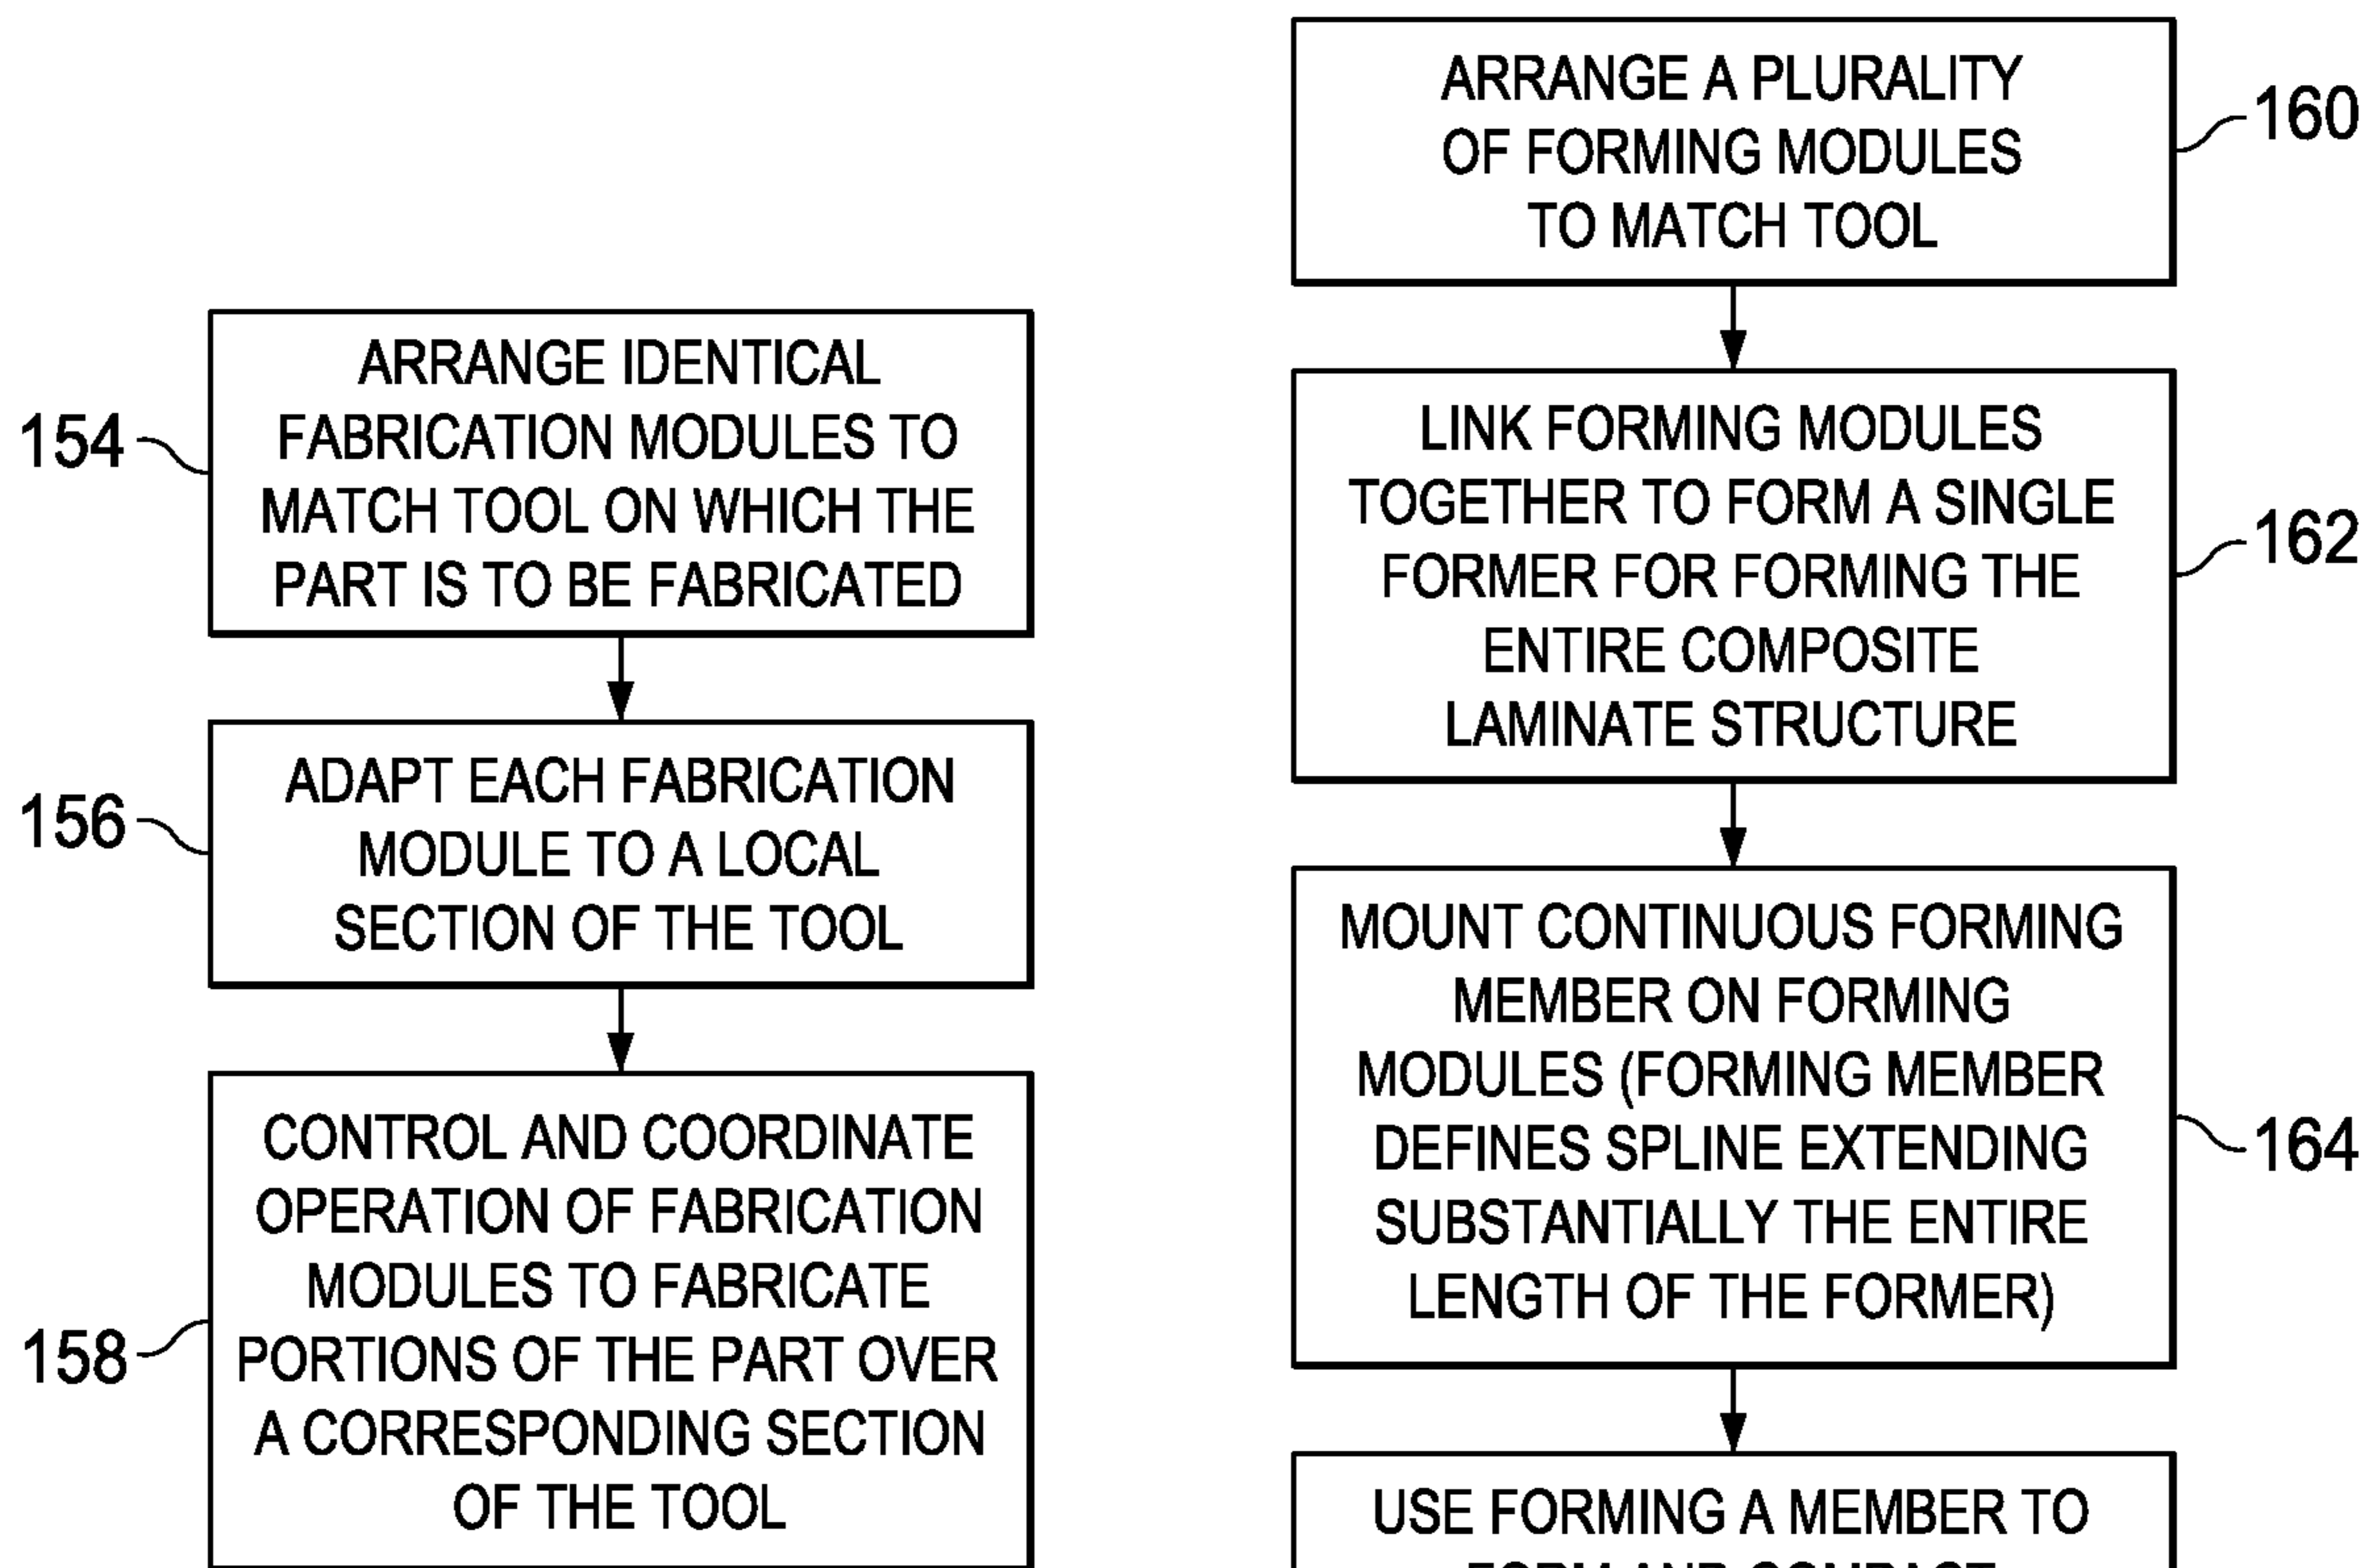 154
ARRANGE IDENTICAL
FABRICATION MODULES TO
MATCH TOOL ON WHICH THE
PART IS TO BE FABRICATED
156
ADAPT EACH FABRICATION
MODULE TO A LOCAL
SECTION OF THE TOOL
158
CONTROL AND COORDINATE
OPERATION OF FABRICATION
MODULES TO FABRICATE
PORTIONS OF THE PART OVER
A CORRESPONDING SECTION
OF THE TOOL
ARRANGE A PLURALITY
OF FORMING MODULES
TO MATCH TOOL
160
LINK FORMING MODULES
TOGETHER TO FORM A SINGLE
FORMER FOR FORMING THE
ENTIRE COMPOSITE
LAMINATE STRUCTURE
162
MOUNT CONTINUOUS FORMING
MEMBER ON FORMING
MODULES (FORMING MEMBER
DEFINES SPLINE EXTENDING
SUBSTANTIALLY THE ENTIRE
LENGTH OF THE FORMER)
164
USE FORMING A MEMBER TO